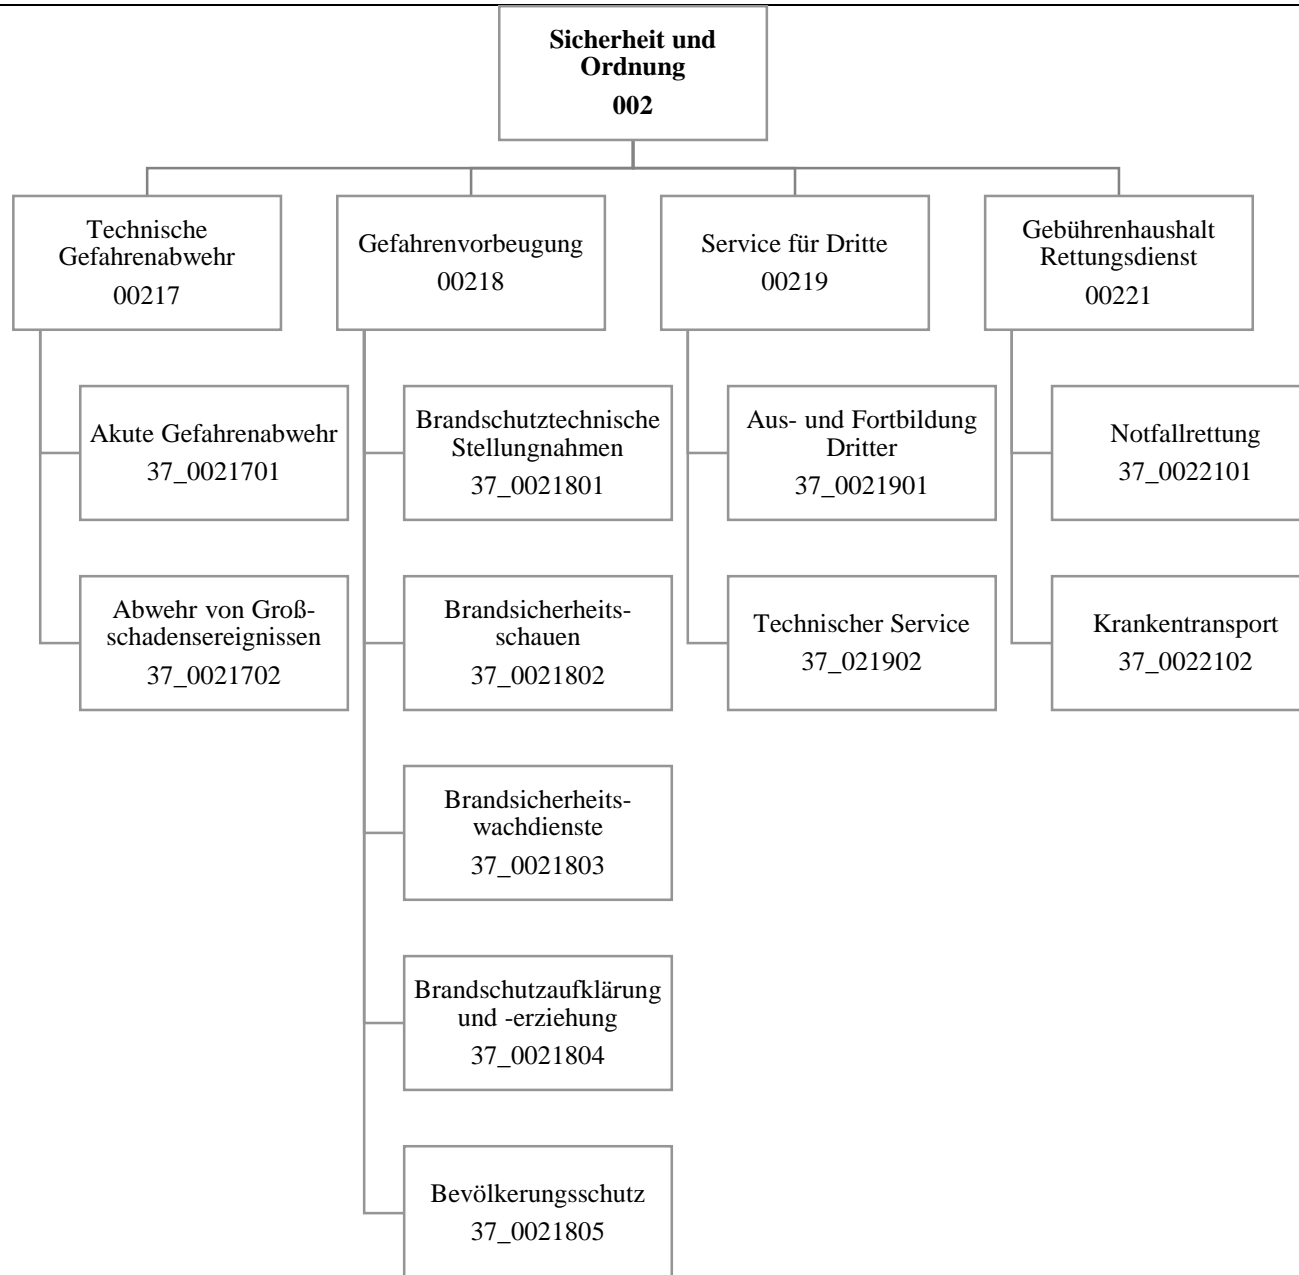 Sicherheit und
Ordnung
002
Technische
Gefahrenabwehr
00217
Gefahrenvorbeugung
00218
Service für Dritte
00219
Gebührenhaushalt
Rettungsdienst
00221
Akute Gefahrenabwehr
37_0021701
Brandschutztechnische
Stellungnahmen
37_0021801
Aus- und Fortbildung
Dritter
37_0021901
Notfallrettung
37_0022101
Abwehr von Groß-
schadensereignissen
37_0021702
Brandsicherheits-
schauen
37_0021802
Technischer Service
37_021902
Krankentransport
37_0022102
Brandsicherheits-
wachdienste
37_0021803
Brandschutzaufklärung
und -erziehung
37_0021804
Bevölkerungsschutz
37_0021805